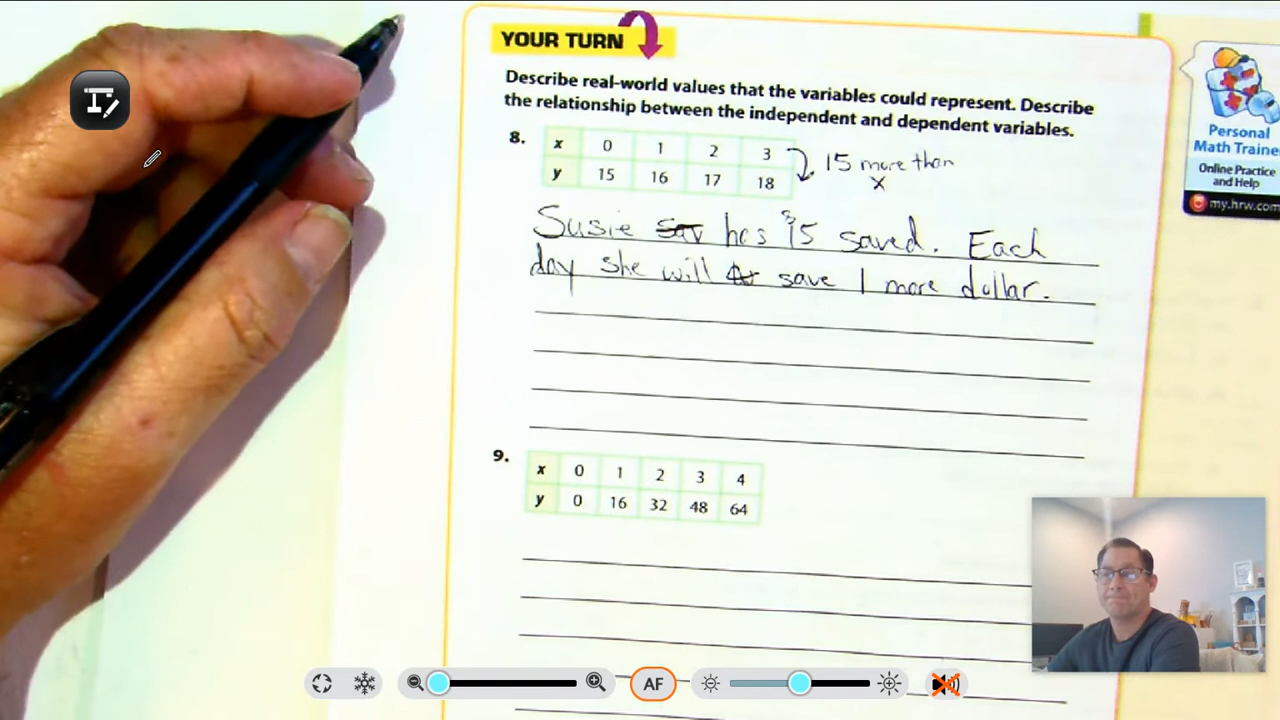 YOUR TURN
Describe real-world values that the variables could represent. Describe
the relationship between the independent and dependent variables.
8.
x 0 1 2 3
y 15 16 17 18
15 more than
x
Susie has $15 saved. Each
day she will save 1 more dollar.
9.
x 0 1 2 3 4
y 0 16 32 48 64
Personal
Math Traine
Online Practice
and Help
my.hrw.com
AF